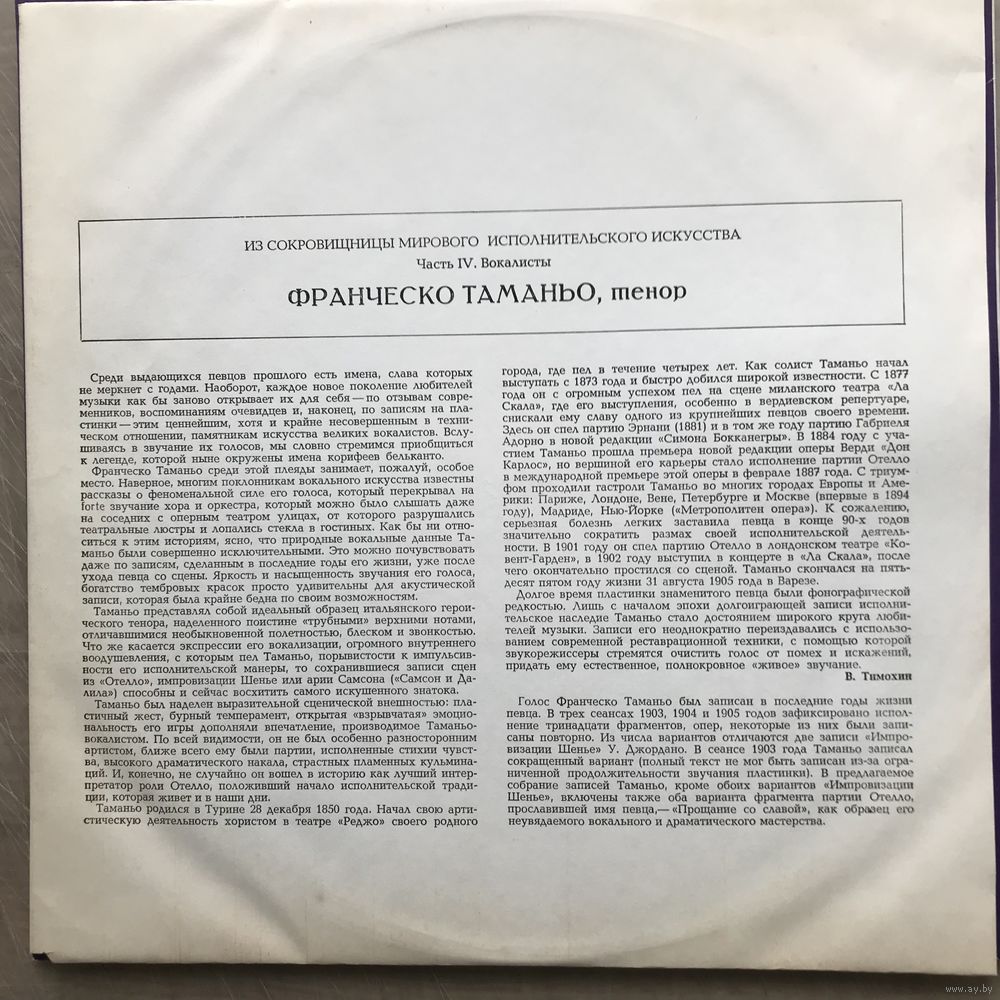 ИЗ СОКРОВИЩНИЦЫ МИРОВОГО ИСПОЛНИТЕЛЬСКОГО ИСКУССТВА
Часть IV. Вокалисты
ФРАНЧЕСКО ТАМАНЬО, тенор
Среди выдающихся певцов прошлого есть имена, слава которых
не меркнет с годами. Наоборот, каждое новое поколение любителей
музыки как бы заново открывает их для себя — по отзывам совре-
менников, воспоминаниям очевидцев и, наконец, по записям на пла-
стинки — этим ценнейшим, хотя и крайне несовершенным в техни-
ческом отношении, памятникам искусства великих вокалистов. Вслу-
шиваясь в звучание их голосов, мы словно стремимся приобщиться
к легенде, которой ныне окружены имена корифеев бельканто.
Франческо Таманьо среди этой плеяды занимает, пожалуй, особое
место. Наверное, многим поклонникам вокального искусства известны
рассказы о феноменальной силе его голоса, который перекрывал на
forte звучание хора и оркестра, который можно было слышать даже
на соседних с оперным театром улицах, от которого разрушались
театральные люстры и лопались стекла в гостиных. Как бы ни отно-
ситься к этим историям, ясно, что природные вокальные данные Та-
маньо были совершенно исключительными. Это можно почувствовать
даже по записям, сделанным в последние годы его жизни, уже после
ухода певца со сцены. Яркость и насыщенность звучания его голоса,
богатство тембровых красок просто удивительны для акустической
записи, которая была крайне бедна по своим возможностям.
Таманьо представлял собой идеальный образец итальянского герои-
ческого тенора, наделенного поистине «трубными» верхними нотами,
отличавшимися необыкновенной полетностью, блеском и звонкостью.
Что же касается экспрессии его вокализации, огромного внутреннего
воодушевления, с которым пел Таманьо, порывистости и импульсив-
ности его исполнительской манеры, то сохранившиеся записи сцен
из «Отелло», импровизации Шенье или арии Самсона («Самсон и Да-
лила») способны и сейчас восхитить самого искушенного знатока.
Таманьо был наделен выразительной сценической внешностью: пла-
стичный жест, бурный темперамент, открытая «взрывчатая» эмоцио-
нальность его игры дополняли впечатление, производимое Таманьо-
вокалистом. По всей видимости, он не был особенно разносторонним
артистом, ближе всего ему были партии, исполненные стихии чувст-
ва, высокого драматического накала, страстных пламенных кульмина-
ций. И, конечно, не случайно он вошел в историю как лучший интер-
претатор роли Отелло, положивший начало исполнительской тради-
ции, которая живет и в наши дни.
Таманьо родился в Турине 28 декабря 1850 года. Начал свою арти-
стическую деятельность хористом в театре «Реджо» своего родного
города, где пел в течение четырех лет. Как солист Таманьо начал
выступать с 1873 года и быстро добился широкой известности. С 1877
года он с огромным успехом пел на сцене миланского театра «Ла
Скала», где его выступления, особенно в вердиевском репертуаре,
снискали ему славу одного из крупнейших певцов своего времени.
Здесь он спел партию Эрнани (1881) и в том же году партию Габриеля
Адорно в новой редакции «Симона Бокканегры». В 1884 году с уча-
стием Таманьо прошла премьера новой редакции оперы Верди «Дон
Карлос», но вершиной его карьеры стало исполнение партии Отелло
в международной премьере этой оперы в феврале 1887 года. С триум-
фом проходили гастроли Таманьо во многих городах Европы и Аме-
рики: Париже, Лондоне, Вене, Петербурге и Москве (впервые в 1894
году), Мадриде, Нью-Йорке («Метрополитен опера»). К сожалению,
серьезная болезнь легких заставила певца в конце 90-х годов
значительно сократить размах своей исполнительской деятель-
ности. В 1901 году он спел партию Отелло в лондонском театре «Ко-
вент-Гарден», в 1902 году выступил в концерте в «Ла Скала», после
чего окончательно простился со сценой. Таманьо скончался на пять-
десят пятом году жизни 31 августа 1905 года в Варезе.
Долгое время пластинки знаменитого певца были фонографической
редкостью. Лишь с началом эпохи долгоиграющей записи исполни-
тельское наследие Таманьо стало достоянием широкого круга люби-
телей музыки. Записи его неоднократно переиздавались с использо-
ванием современной реставрационной техники, с помощью которой
звукорежиссеры стремятся очистить голос от помех и искажений,
придать ему естественное, полнокровное «живое» звучание.
В. Тимохин
Голос Франческо Таманьо был записан в последние годы жизни
певца. В трех сеансах 1903, 1904 и 1905 годов зафиксировано испол-
нение тринадцати фрагментов, опер, некоторые из них были запи-
саны повторно. Из числа вариантов отличаются две записи «Импро-
визации Шенье» У. Джордано. В сеансе 1903 года Таманьо записал
сокращенный вариант (полный текст не мог быть записан из-за огра-
ниченной продолжительности звучания пластинки). В предлагаемое
собрание записей Таманьо, кроме обоих вариантов «Импровизации
Шенье», включены также оба варианта фрагмента партии Отелло,
прославившей имя певца,— «Прощание со славой», как образец его
неувядаемого вокального и драматического мастерства.
www.ay.by